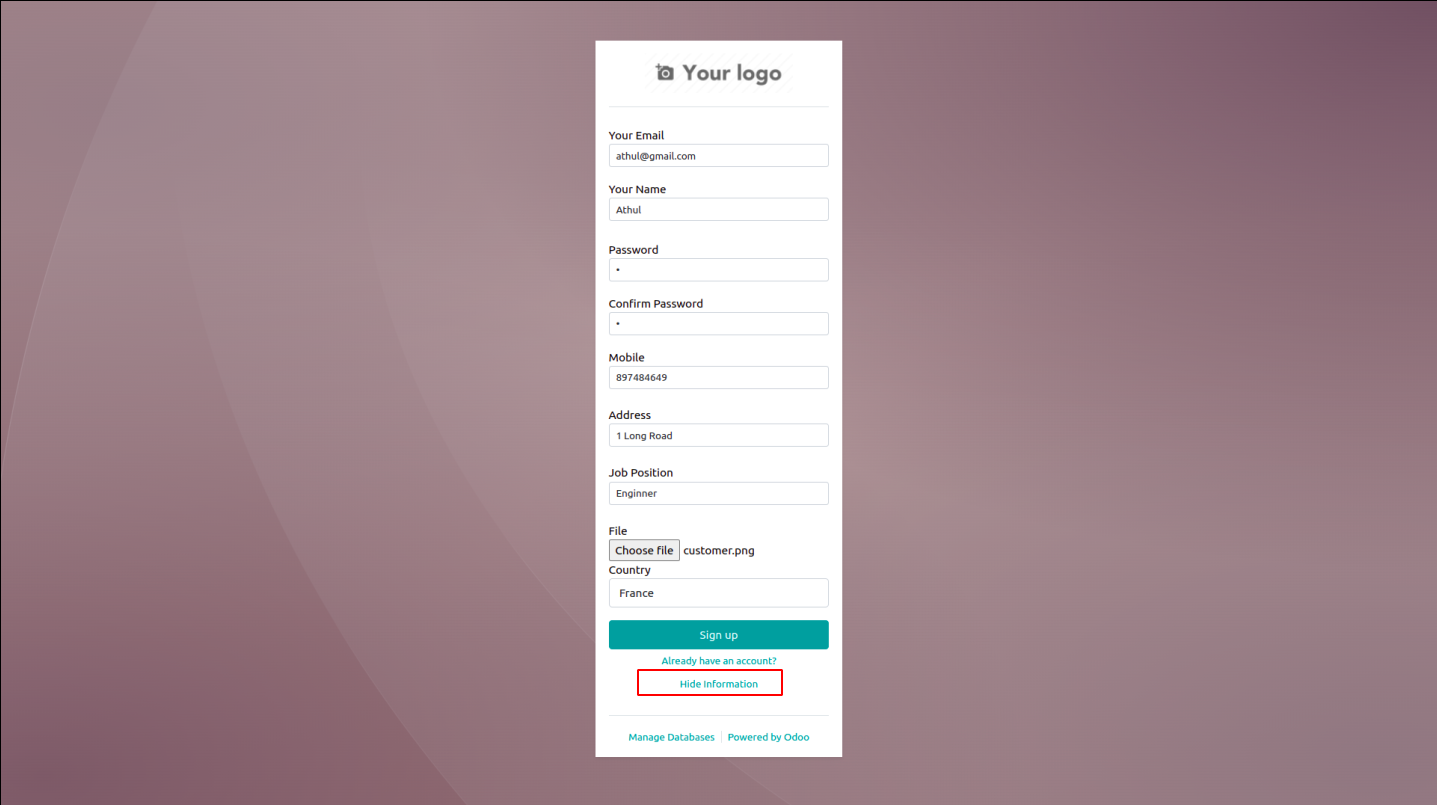 Your logo
Your Email
athul@gmail.com
Your Name
Athul
Password
•
Confirm Password
•
Mobile
897484649
Address
1 Long Road
Job Position
Enginner
File
Choose file customer.png
Country
France
Sign up
Already have an account?
Hide Information
Manage Databases Powered by Odoo